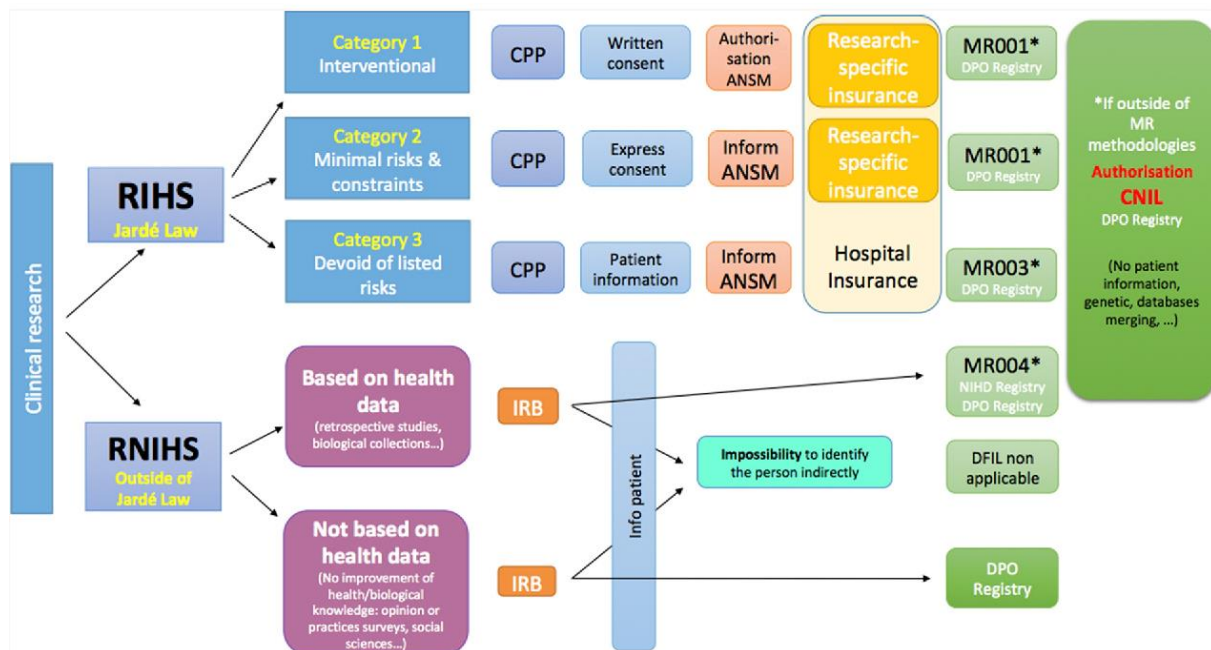 Clinical research
RIHS
Jardé Law
Category 1
Interventional
CPP
Written
consent
Authori-
sation
ANSM
Research-
specific
insurance
MR001*
DPO Registry
Category 2
Minimal risks &
constraints
CPP
Express
consent
Inform
ANSM
Research-
specific
insurance
MR001*
DPO Registry
Category 3
Devoid of listed
risks
CPP
Patient
information
Inform
ANSM
Hospital
Insurance
MR003*
DPO Registry
*If outside of
MR
methodologies
Authorisation
CNIL
DPO Registry
(No patient
information,
genetic, databases
merging, ...)
RNIHS
Outside of
Jardé Law
Based on health
data
(retrospective studies,
biological collections...)
IRB
Info patient
MR004*
NIHD Registry
DPO Registry
Impossibility to identify
the person indirectly
DFIL non
applicable
Not based on
health data
(No improvement of
health/biological
knowledge: opinion or
practices surveys, social
sciences...)
IRB
DPO
Registry